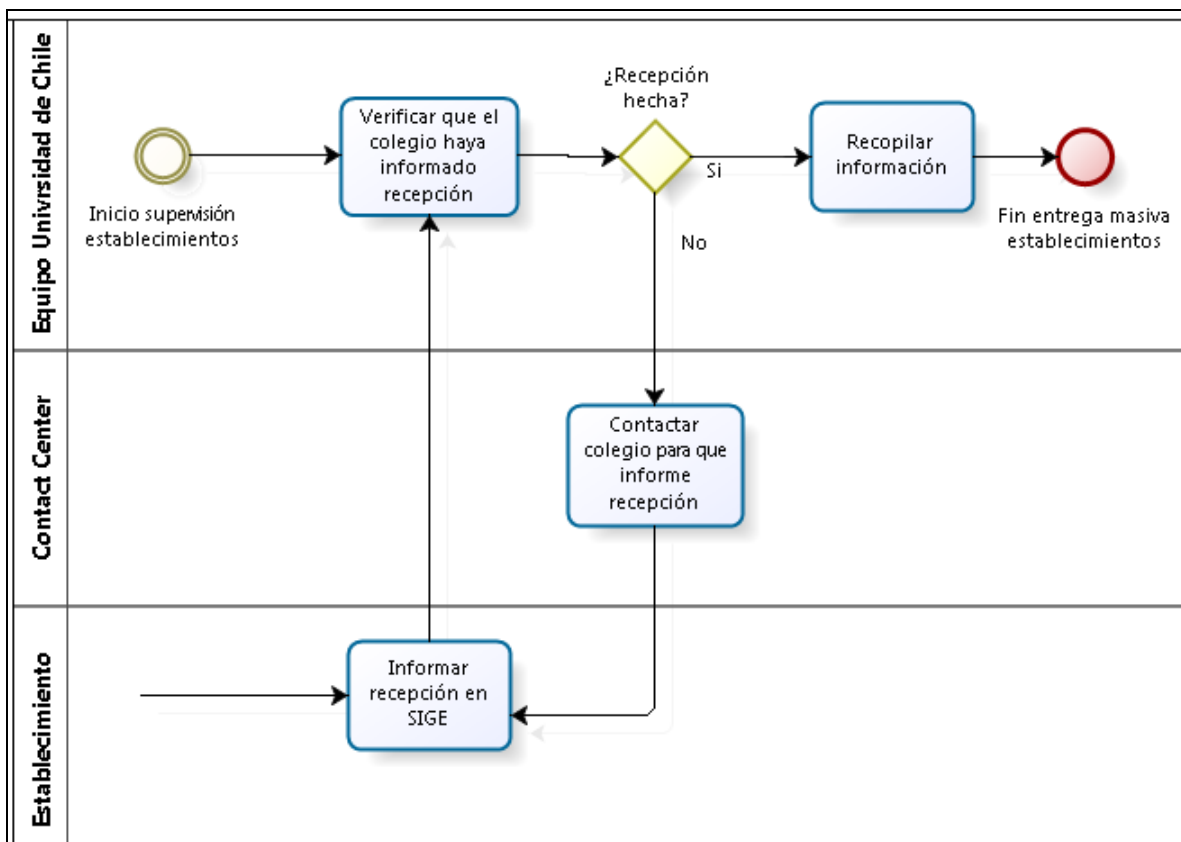 Equipo Univrsidad de Chile
Inicio supervisión
establecimientos
Verificar que el
colegio haya
informado
recepción
¿Recepción
hecha?
Si
No
Recopilar
información
Fin entrega masiva
establecimientos
Contact Center
Contactar
colegio para que
informe
recepción
Establecimiento
Informar
recepción en
SIGE